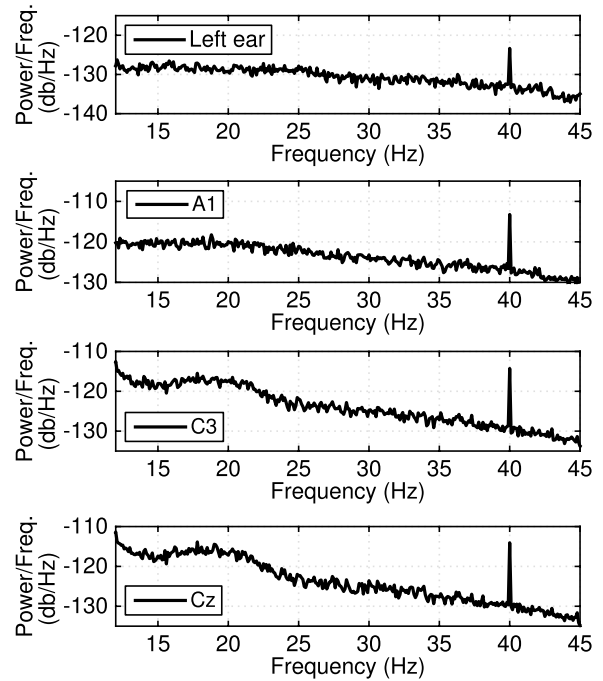 Power/Freq.
(db/Hz)
-120
-130
-140
Left ear
15 20 25 30 35 40 45
Frequency (Hz)
Power/Freq.
(db/Hz)
-110
-120
-130
A1
15 20 25 30 35 40 45
Frequency (Hz)
Power/Freq.
(db/Hz)
-110
-120
-130
C3
15 20 25 30 35 40 45
Frequency (Hz)
Power/Freq.
(db/Hz)
-110
-120
-130
Cz
15 20 25 30 35 40 45
Frequency (Hz)